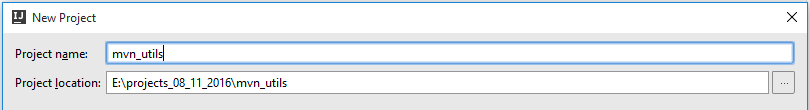 New Project
Project name: mvn_utils
Project location: E:\projects_08_11_2016\mvn_utils ...